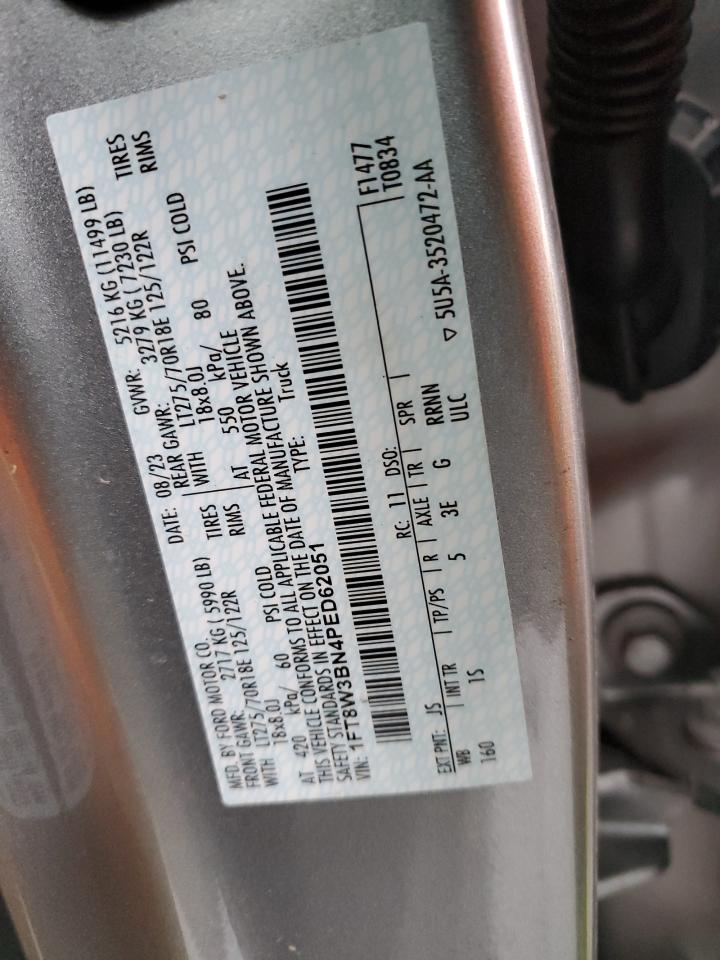 MFD. BY FORD MOTOR CO.
DATE: 08/23 GVWR: 5216 KG (11499 LB)
FRONT GAWR: 2717 KG ( 5990 LB) REAR GAWR: 3279 KG ( 7230 LB)
LT275/70R18E 125/122R TIRES WITH LT275/70R18E 125/122R TIRES
WITH 18x8.0J RIMS 18x8.0J RIMS
AT 420 kPa/ 60 PSI COLD AT 550 kPa/ 80 PSI COLD
THIS VEHICLE CONFORMS TO ALL APPLICABLE FEDERAL MOTOR VEHICLE
SAFETY STANDARDS IN EFFECT ON THE DATE OF MANUFACTURE SHOWN ABOVE.
VIN: 1FT8W3BN4PED62051 TYPE: Truck
F1477
T0834
EXT PNT: JS RC: 11 DSO:
WB INT TR TP/PS R AXLE TR SPR
160 1S 5 3E G RRNN
ULC ▽ 5U5A-3520472-AA